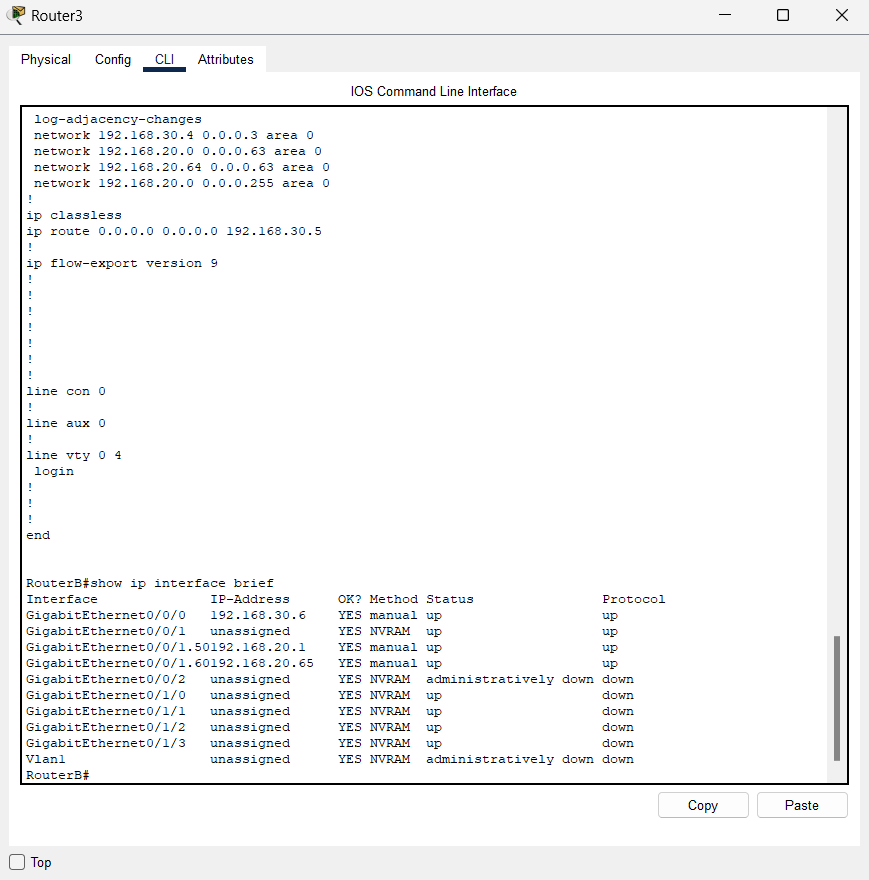 Router3
Physical Config CLI Attributes
IOS Command Line Interface
log-adjacency-changes
network 192.168.30.4 0.0.0.3 area 0
network 192.168.20.0 0.0.0.63 area 0
network 192.168.20.64 0.0.0.63 area 0
network 192.168.20.0 0.0.0.255 area 0
!
ip classless
ip route 0.0.0.0 0.0.0.0 192.168.30.5
!
ip flow-export version 9
!
!
!
!
!
!
!
line con 0
!
line aux 0
!
line vty 0 4
login
!
!
!
end
RouterB#show ip interface brief
Interface IP-Address OK? Method Status Protocol
GigabitEthernet0/0/0 192.168.30.6 YES manual up up
GigabitEthernet0/0/1 unassigned YES NVRAM up up
GigabitEthernet0/0/1.50192.168.20.1 YES manual up up
GigabitEthernet0/0/1.60192.168.20.65 YES manual up up
GigabitEthernet0/0/2 unassigned YES NVRAM administratively down down
GigabitEthernet0/1/0 unassigned YES NVRAM up down
GigabitEthernet0/1/1 unassigned YES NVRAM up down
GigabitEthernet0/1/2 unassigned YES NVRAM up down
GigabitEthernet0/1/3 unassigned YES NVRAM up down
Vlan1 unassigned YES NVRAM administratively down down
RouterB#
Copy Paste
Top